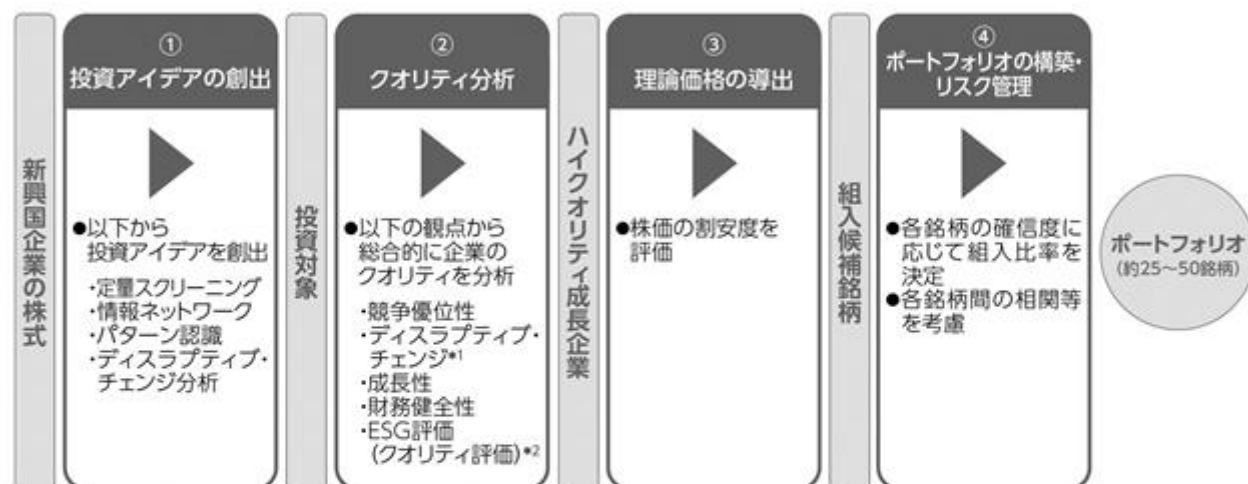 新興国企業の株式
①
投資アイデアの創出
●以下から
投資アイデアを創出
・定量スクリーニング
・情報ネットワーク
・パターン認識
・ディスラプティブ・
チェンジ分析
投資対象
②
クオリティ分析
●以下の観点から
総合的に企業の
クオリティを分析
・競争優位性
・ディスラプティブ・
チェンジ*1
・成長性
・財務健全性
・ESG評価
(クオリティ評価)*2
ハイクオリティ成長企業
③
理論価格の導出
●株価の割安度を
評価
組入候補銘柄
④
ポートフォリオの構築・
リスク管理
●各銘柄の確信度に
応じて組入比率を
決定
●各銘柄間の相関等
を考慮
ポートフォリオ
(約25～50銘柄)